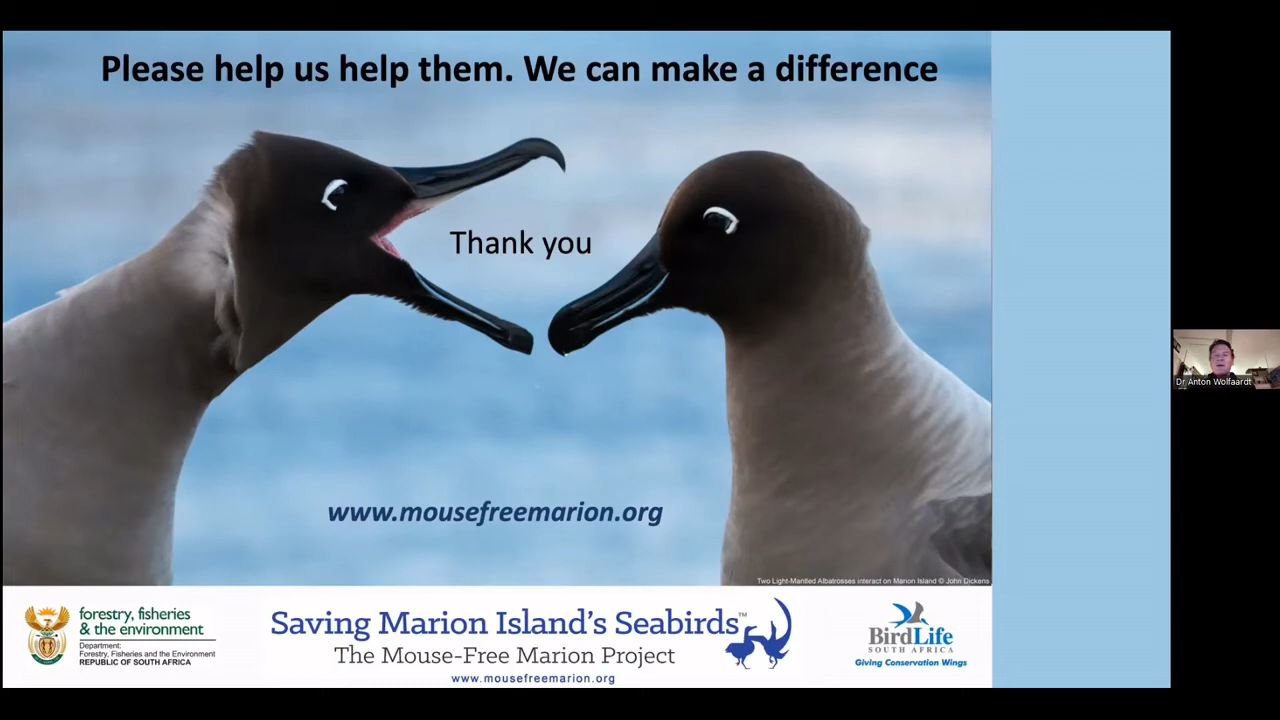 Please help us help them. We can make a difference
Thank you
www.mousefreemarion.org
Two Light-Mantled Albatrosses interact on Marion Island © John Dickens
forestry, fisheries
& the environment
Department:
Forestry, Fisheries and the Environment
REPUBLIC OF SOUTH AFRICA
Saving Marion Island's Seabirds™
The Mouse-Free Marion Project
www.mousefreemarion.org
BirdLife
SOUTH AFRICA
Giving Conservation Wings
Dr Anton Wolfaardt